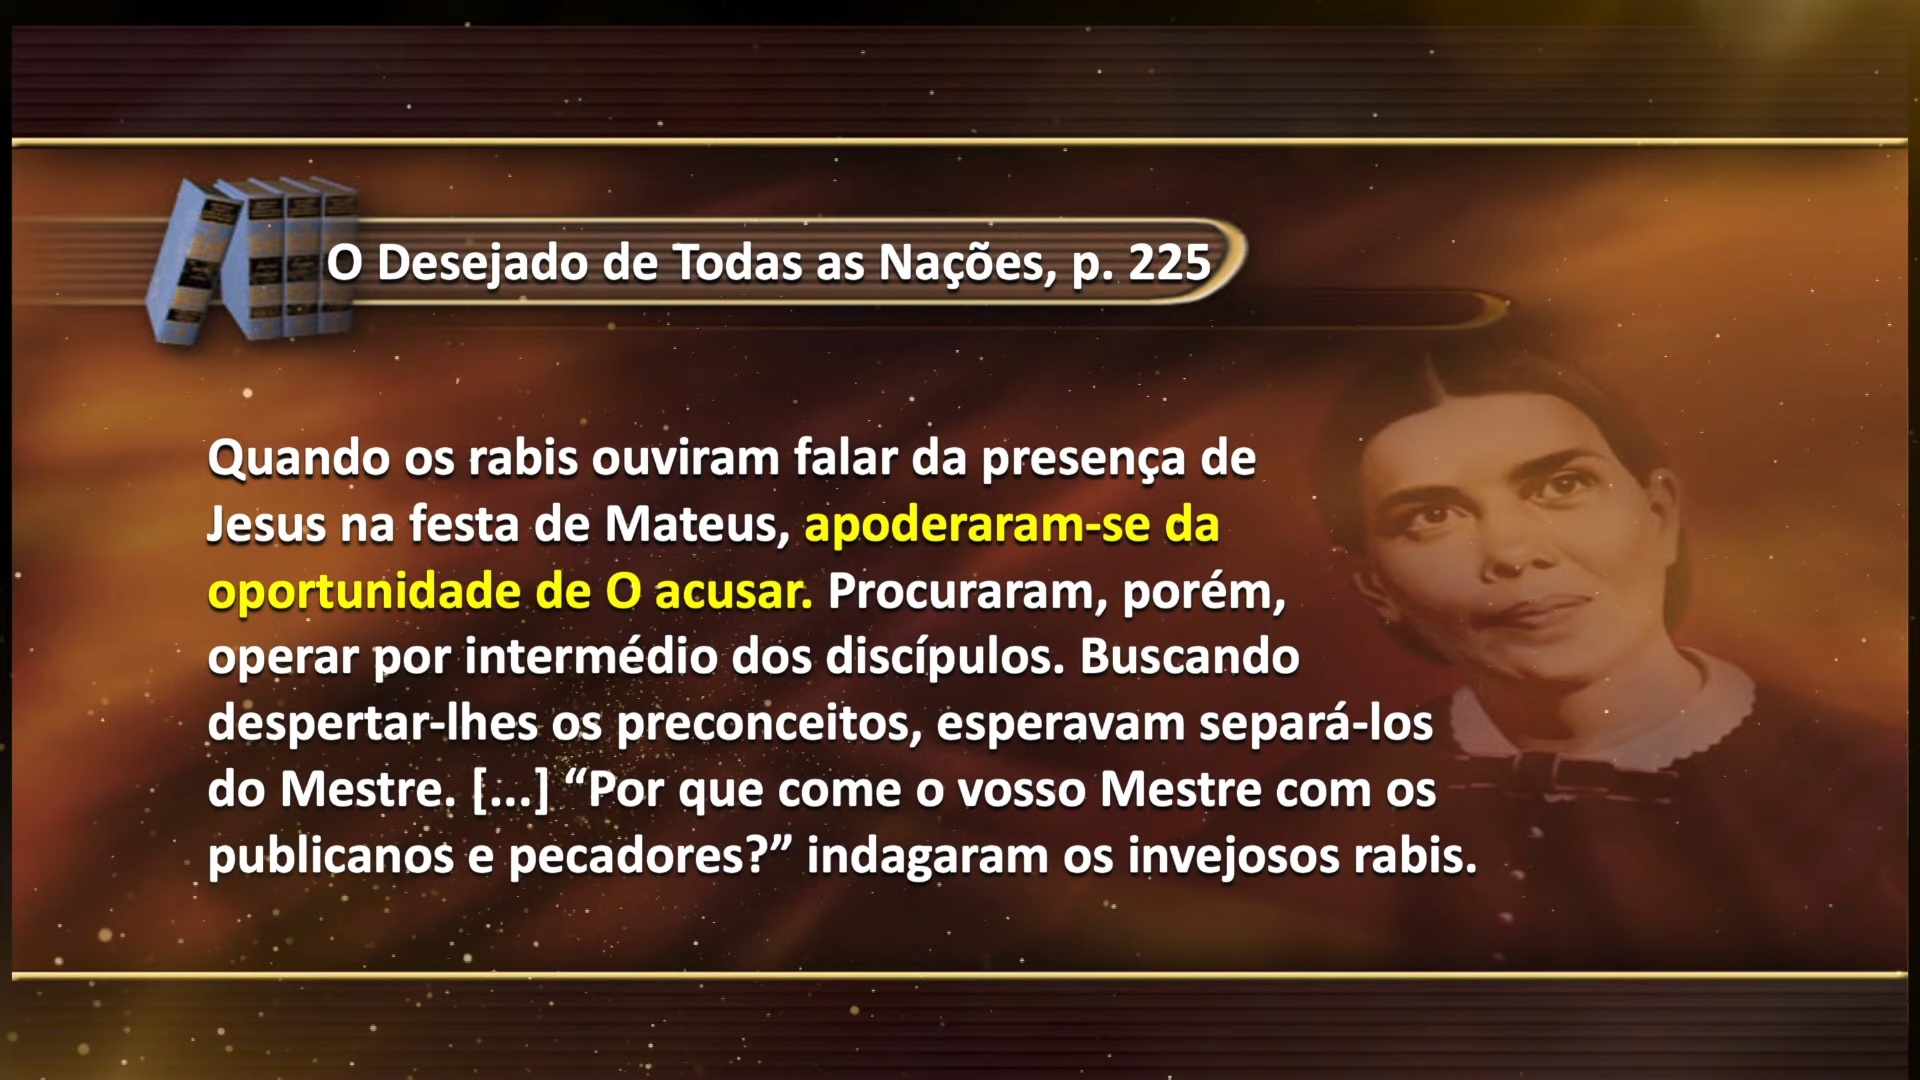 O Desejado de Todas as Nações, p. 225
Quando os rabis ouviram falar da presença de
Jesus na festa de Mateus, apoderaram-se da
oportunidade de O acusar. Procuraram, porém,
operar por intermédio dos discípulos. Buscando
despertar-lhes os preconceitos, esperavam separá-los
do Mestre. [...] “Por que come o vosso Mestre com os
publicanos e pecadores?” indagaram os invejosos rabis.